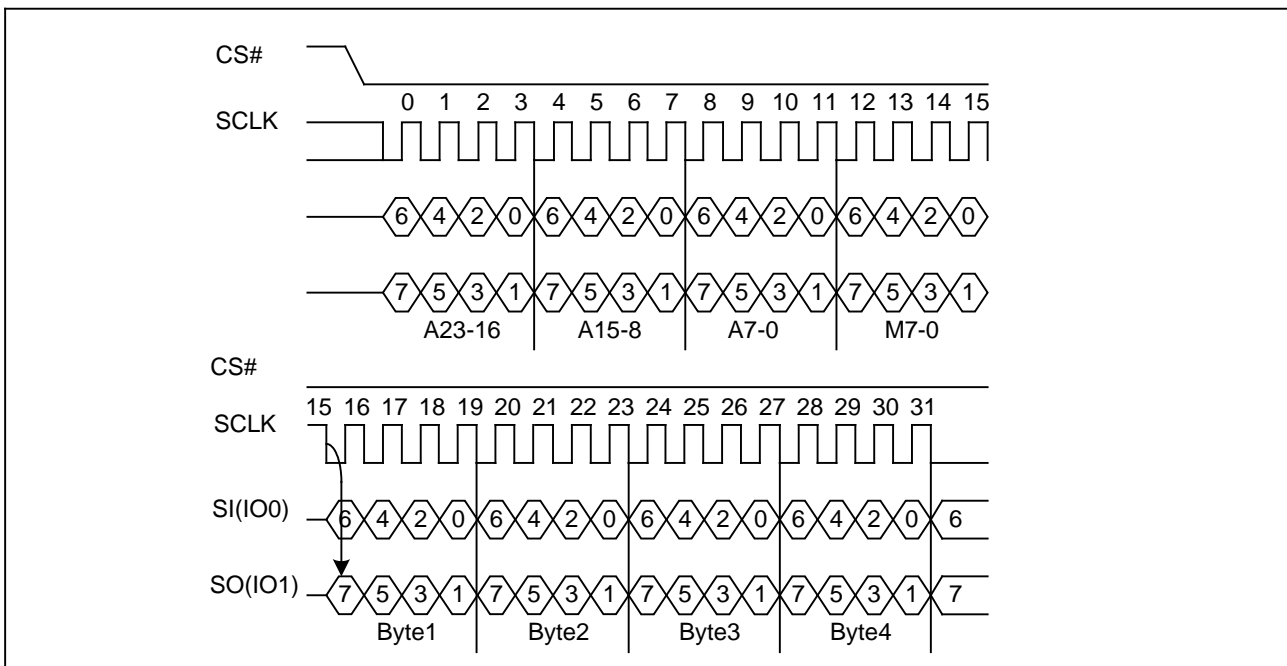 CS#
0 1 2 3 4 5 6 7 8 9 10 11 12 13 14 15
SCLK
6 4 2 0 6 4 2 0 6 4 2 0 6 4 2 0
7 5 3 1 7 5 3 1 7 5 3 1 7 5 3 1
A23-16 A15-8 A7-0 M7-0
CS#
15 16 17 18 19 20 21 22 23 24 25 26 27 28 29 30 31
SCLK
SI(IO0) 6 4 2 0 6 4 2 0 6 4 2 0 6 4 2 0 6
SO(IO1) 7 5 3 1 7 5 3 1 7 5 3 1 7 5 3 1 7
Byte1 Byte2 Byte3 Byte4